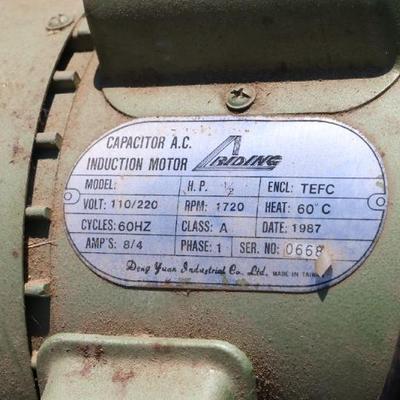 CAPACITOR A.C.
INDUCTION MOTOR
ABIDING
MODEL: H.P. 1/2 ENCL: TEFC
VOLT: 110/220 RPM: 1720 HEAT: 60°C
CYCLES: 60HZ CLASS: A DATE: 1987
AMP'S: 8/4 PHASE: 1 SER. NO: 0668
Dong Yuan Industrial Co., Ltd. MADE IN TAIWAN